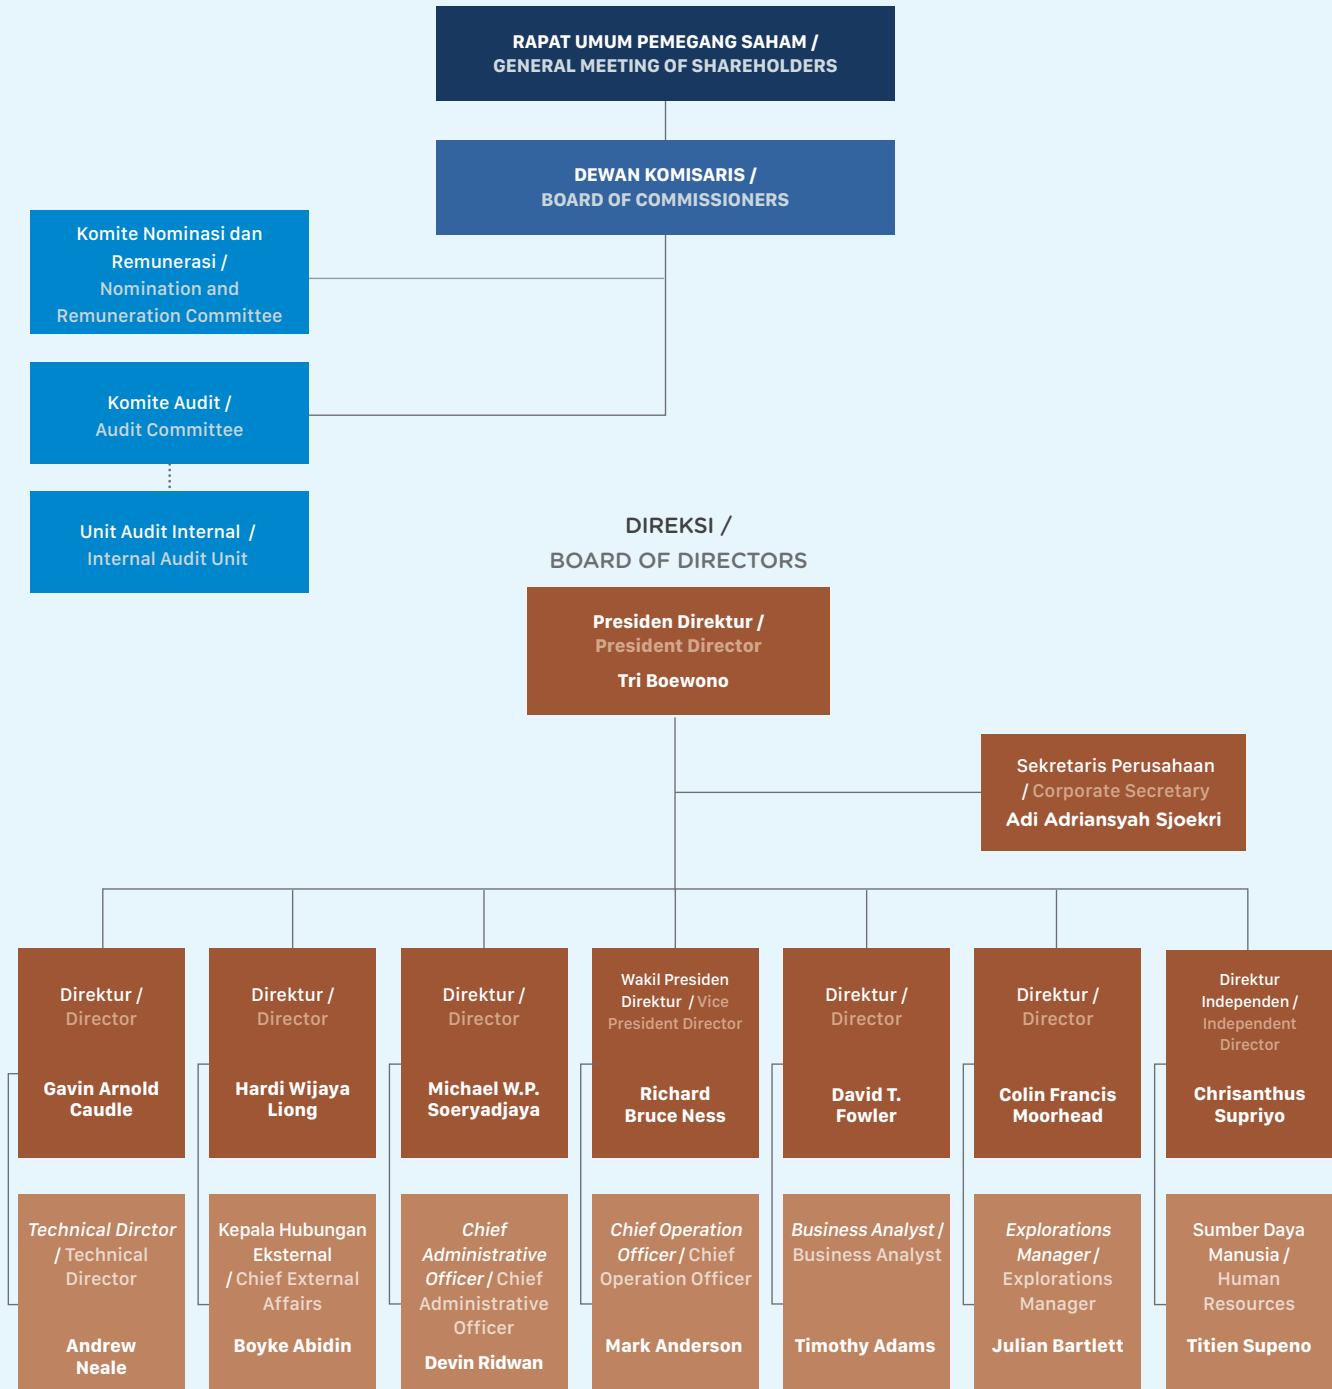 RAPAT UMUM PEMEGANG SAHAM /
GENERAL MEETING OF SHAREHOLDERS
DEWAN KOMISARIS /
BOARD OF COMMISSIONERS
Komite Nominasi dan
Remunerasi /
Nomination and
Remuneration Committee
Komite Audit /
Audit Committee
Unit Audit Internal /
Internal Audit Unit
DIREKSI /
BOARD OF DIRECTORS
Presiden Direktur /
President Director
Tri Boewono
Sekretaris Perusahaan
/ Corporate Secretary
Adi Adriansyah Sjoekri
Direktur /
Director
Gavin Arnold
Caudle
Direktur /
Director
Hardi Wijaya
Liong
Direktur /
Director
Michael W.P.
Soeryadjaya
Wakil Presiden
Direktur / Vice
President Director
Richard
Bruce Ness
Direktur /
Director
David T.
Fowler
Direktur /
Director
Colin Francis
Moorhead
Direktur
Independen /
Independent
Director
Chrisanthus
Supriyo
Technical Dirctor
/ Technical
Director
Andrew
Neale
Kepala Hubungan
Eksternal
/ Chief External
Affairs
Boyke Abidin
Chief
Administrative
Officer / Chief
Administrative
Officer
Devin Ridwan
Chief Operation
Officer / Chief
Operation Officer
Mark Anderson
Business Analyst /
Business Analyst
Timothy Adams
Explorations
Manager /
Explorations
Manager
Julian Bartlett
Sumber Daya
Manusia /
Human
Resources
Titien Supeno